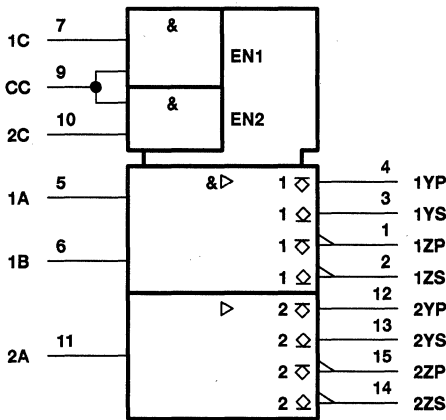 7 &
1C
9 EN1
CC
&
10 EN2
2C
5 &▷ 1 4 1YP
1A
1 3 1YS
6 1 1 1ZP
1B
1 2 1ZS
▷ 2 12 2YP
11 2 13 2YS
2A
2 15 2ZP
2 14 2ZS